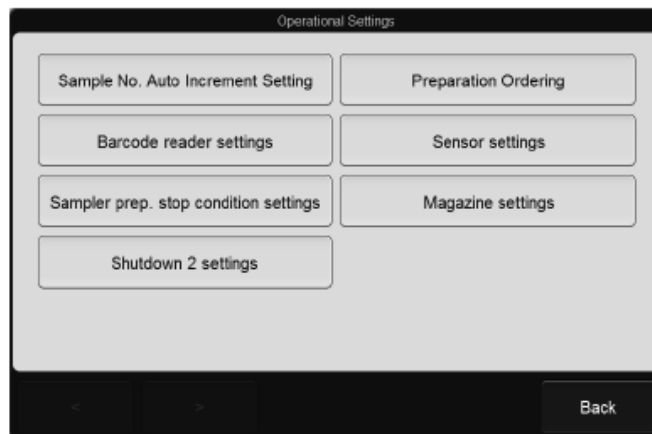 Operational Settings
Sample No. Auto Increment Setting
Preparation Ordering
Barcode reader settings
Sensor settings
Sampler prep. stop condition settings
Magazine settings
Shutdown 2 settings
< >
Back